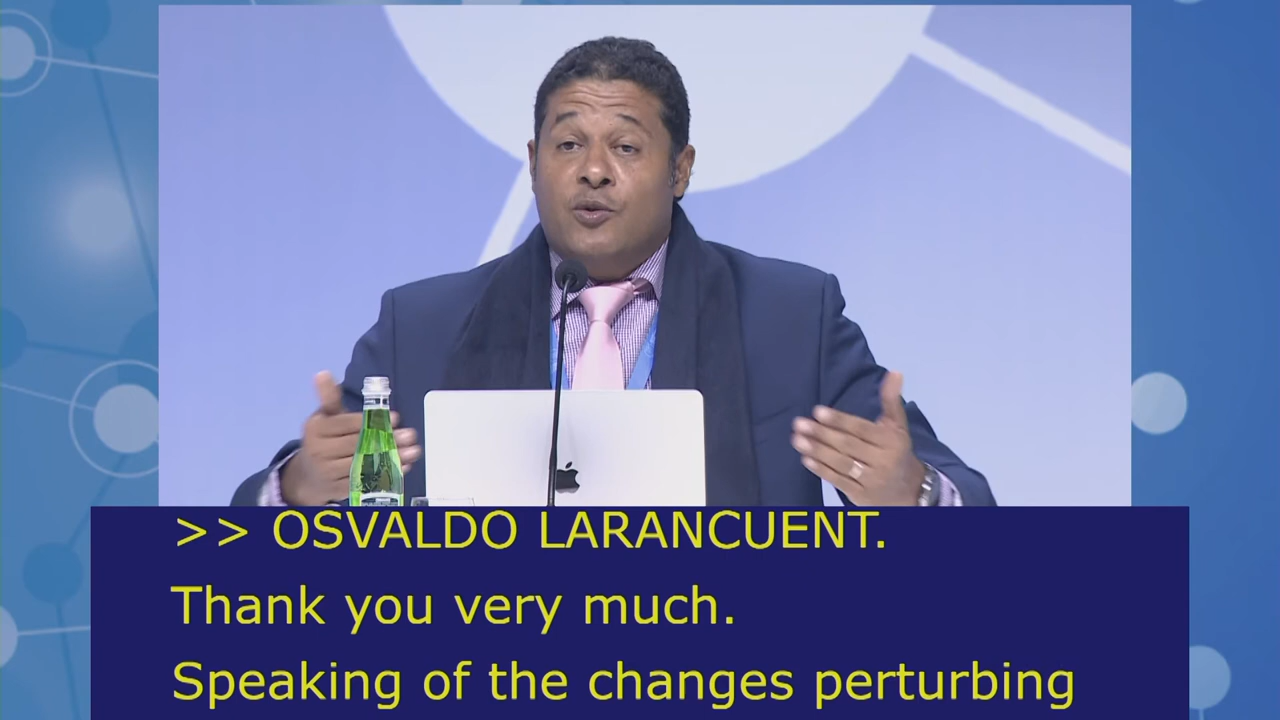 >> OSVALDO LARANCUENT.
Thank you very much.
Speaking of the changes perturbing